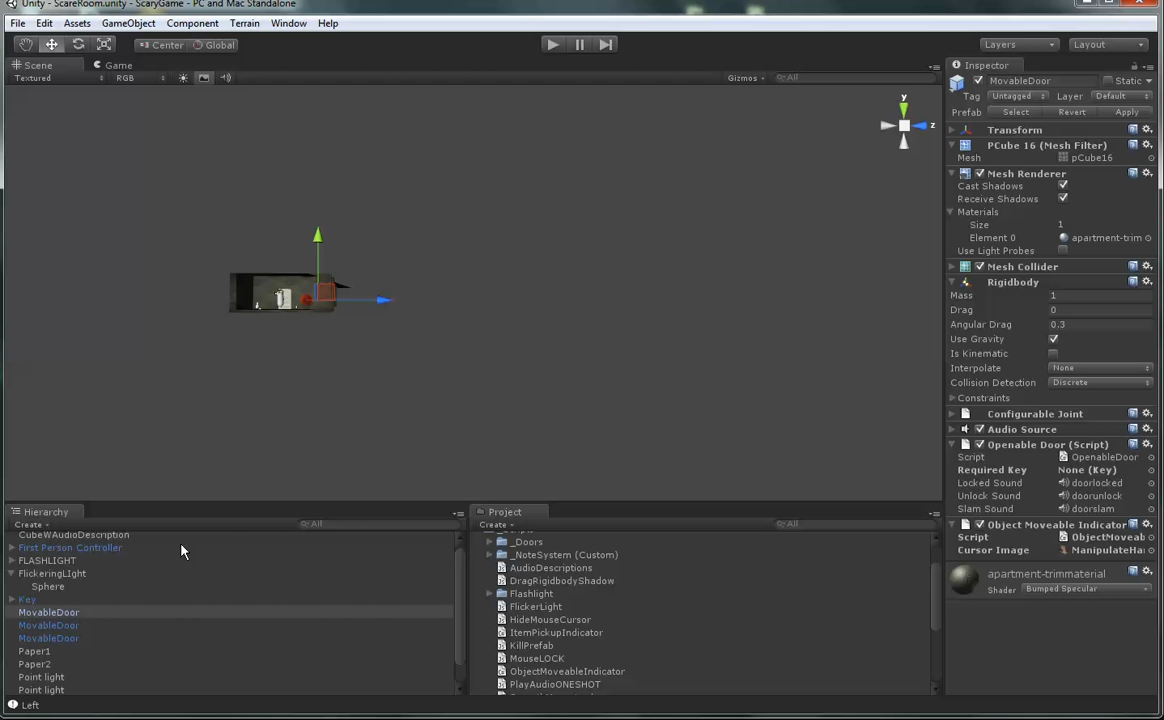 Unity - ScareRoom.unity - ScaryGame - PC and Mac Standalone
File Edit Assets GameObject Component Terrain Window Help
Center Global Layers Layout
Scene Game Inspector
Textured RGB Gizmos All
MovableDoor Static
Tag Untagged Layer Default
Prefab Select Revert Apply
y
z
Transform
PCube 16 (Mesh Filter)
Mesh pCube16
Mesh Renderer
Cast Shadows
Receive Shadows
Materials
Size 1
Element 0 apartment-trim
Use Light Probes
Mesh Collider
Rigidbody
Mass 1
Drag 0
Angular Drag 0.3
Use Gravity
Is Kinematic
Interpolate None
Collision Detection Discrete
Constraints
Configurable Joint
Audio Source
Openable Door (Script)
Script OpenableDoor
Required Key None (Key)
Locked Sound doorlocked
Unlock Sound doorunlock
Slam Sound doorslam
Object Moveable Indicator
Script ObjectMoveab
Cursor Image ManipulateHa
apartment-trimmaterial
Shader Bumped Specular
Hierarchy
Create All
CubeWAudioDescription
First Person Controller
FLASHLIGHT
FlickeringLIght
Sphere
Key
MovableDoor
MovableDoor
MovableDoor
Paper1
Paper2
Point light
Point light
Project
Create All
_Doors
_NoteSystem (Custom)
AudioDescriptions
DragRigidbodyShadow
Flashlight
FlickerLight
HideMouseCursor
ItemPickupIndicator
KillPrefab
MouseLOCK
ObjectMoveableIndicator
PlayAudioONESHOT
Left